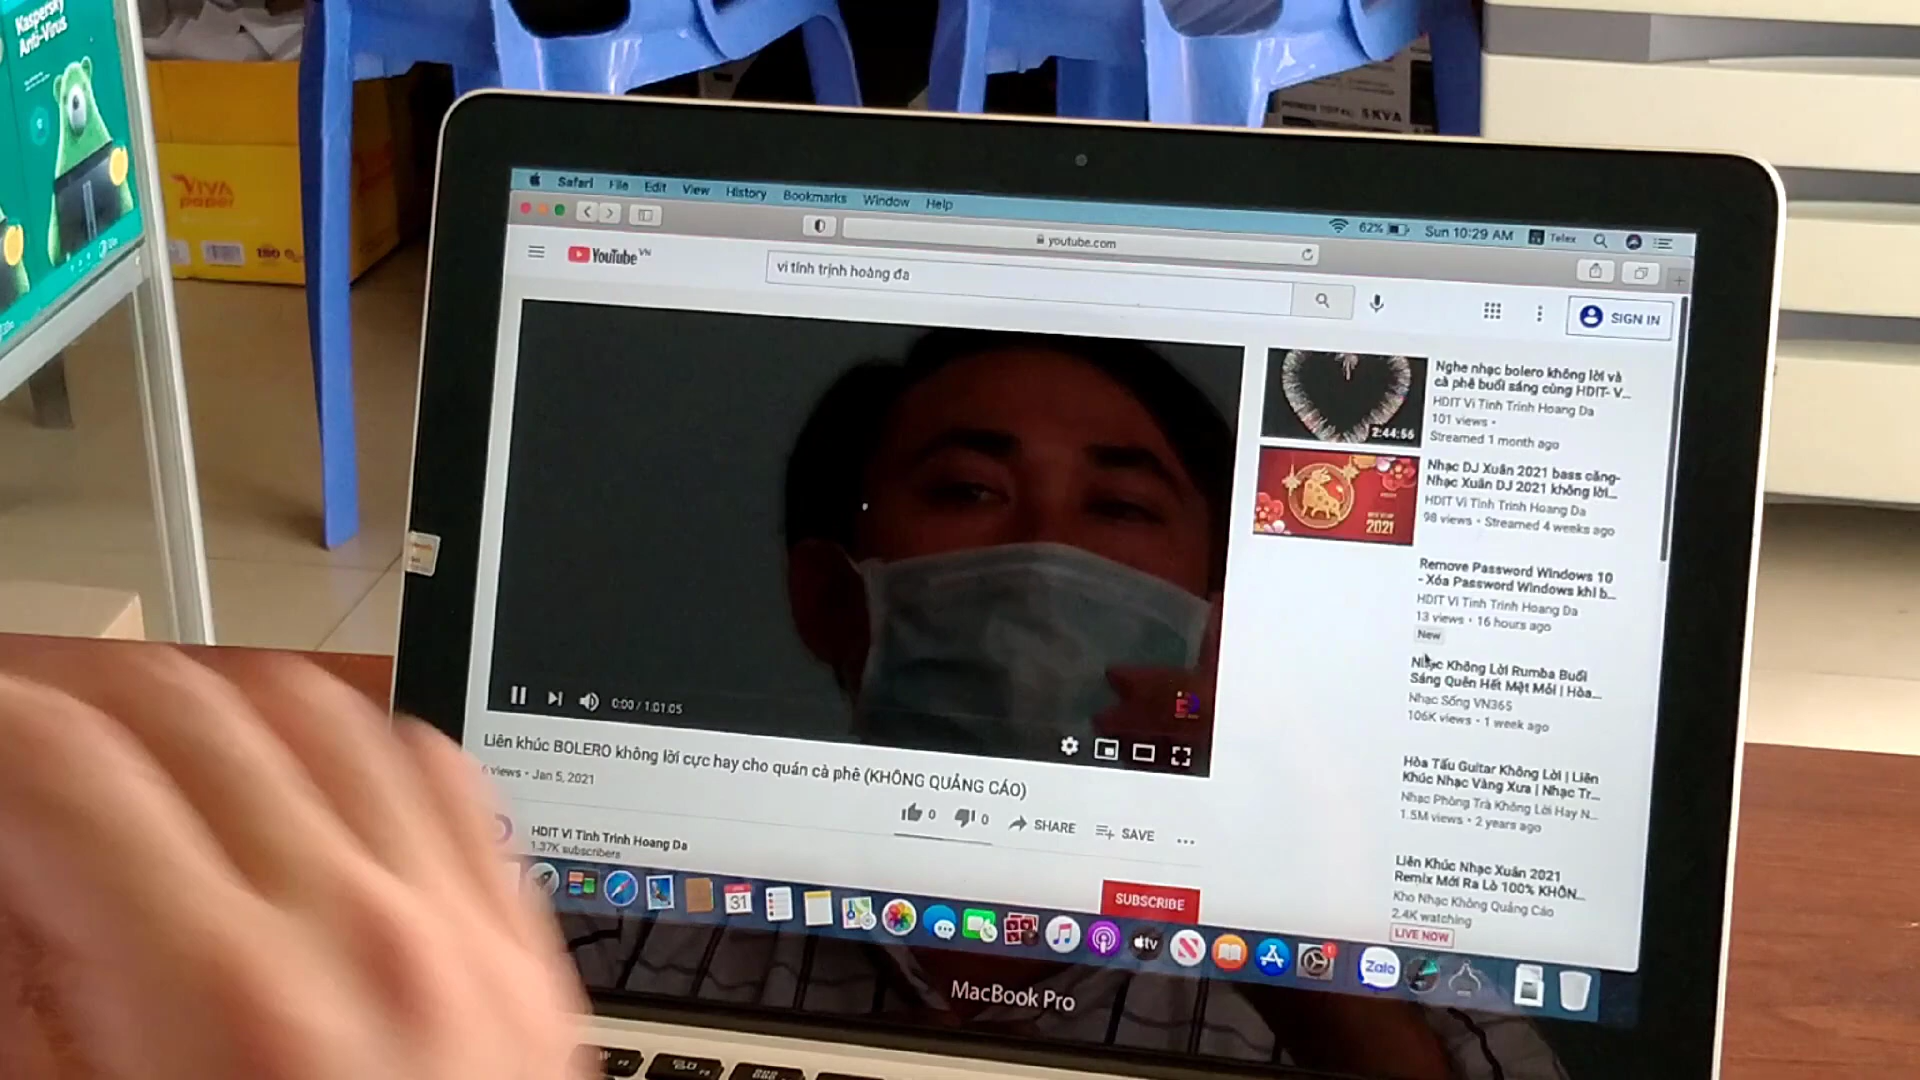 Kaspersky
Anti-Virus
VIVA
paper
5KVA
Safari File Edit View History Bookmarks Window Help
62% Sun 10:29 AM Telex
youtube.com
YouTube VN
vi tính trịnh hoàng đa
SIGN IN
0:00 / 1:01:05
Liên khúc BOLERO không lời cực hay cho quán cà phê (KHÔNG QUẢNG CÁO)
views • Jan 5, 2021
0
0
SHARE
SAVE
HDIT Vi Tinh Trinh Hoang Da
1.37K subscribers
SUBSCRIBE
2:44:56
Nghe nhạc bolero không lời và
cà phê buổi sáng cùng HDIT- V...
HDIT Vi Tinh Trinh Hoang Da
101 views •
Streamed 1 month ago
2021
Nhạc DJ Xuân 2021 bass căng-
Nhạc Xuân DJ 2021 không lời...
HDIT Vi Tinh Trinh Hoang Da
98 views • Streamed 4 weeks ago
Remove Password Windows 10
- Xóa Password Windows khi b...
HDIT Vi Tinh Trinh Hoang Da
13 views • 16 hours ago
New
Nhạc Không Lời Rumba Buổi
Sáng Quên Hết Mệt Mỏi | Hòa...
Nhạc Sống VN365
106K views • 1 week ago
Hòa Tấu Guitar Không Lời | Liên
Khúc Nhạc Vàng Xưa | Nhạc Tr...
Nhạc Phòng Trà Không Lời Hay N...
1.5M views • 2 years ago
Liên Khúc Nhạc Xuân 2021
Remix Mới Ra Lò 100% KHÔN...
Kho Nhạc Không Quảng Cáo
2.4K watching
LIVE NOW
31
tv
Zalo
MacBook Pro